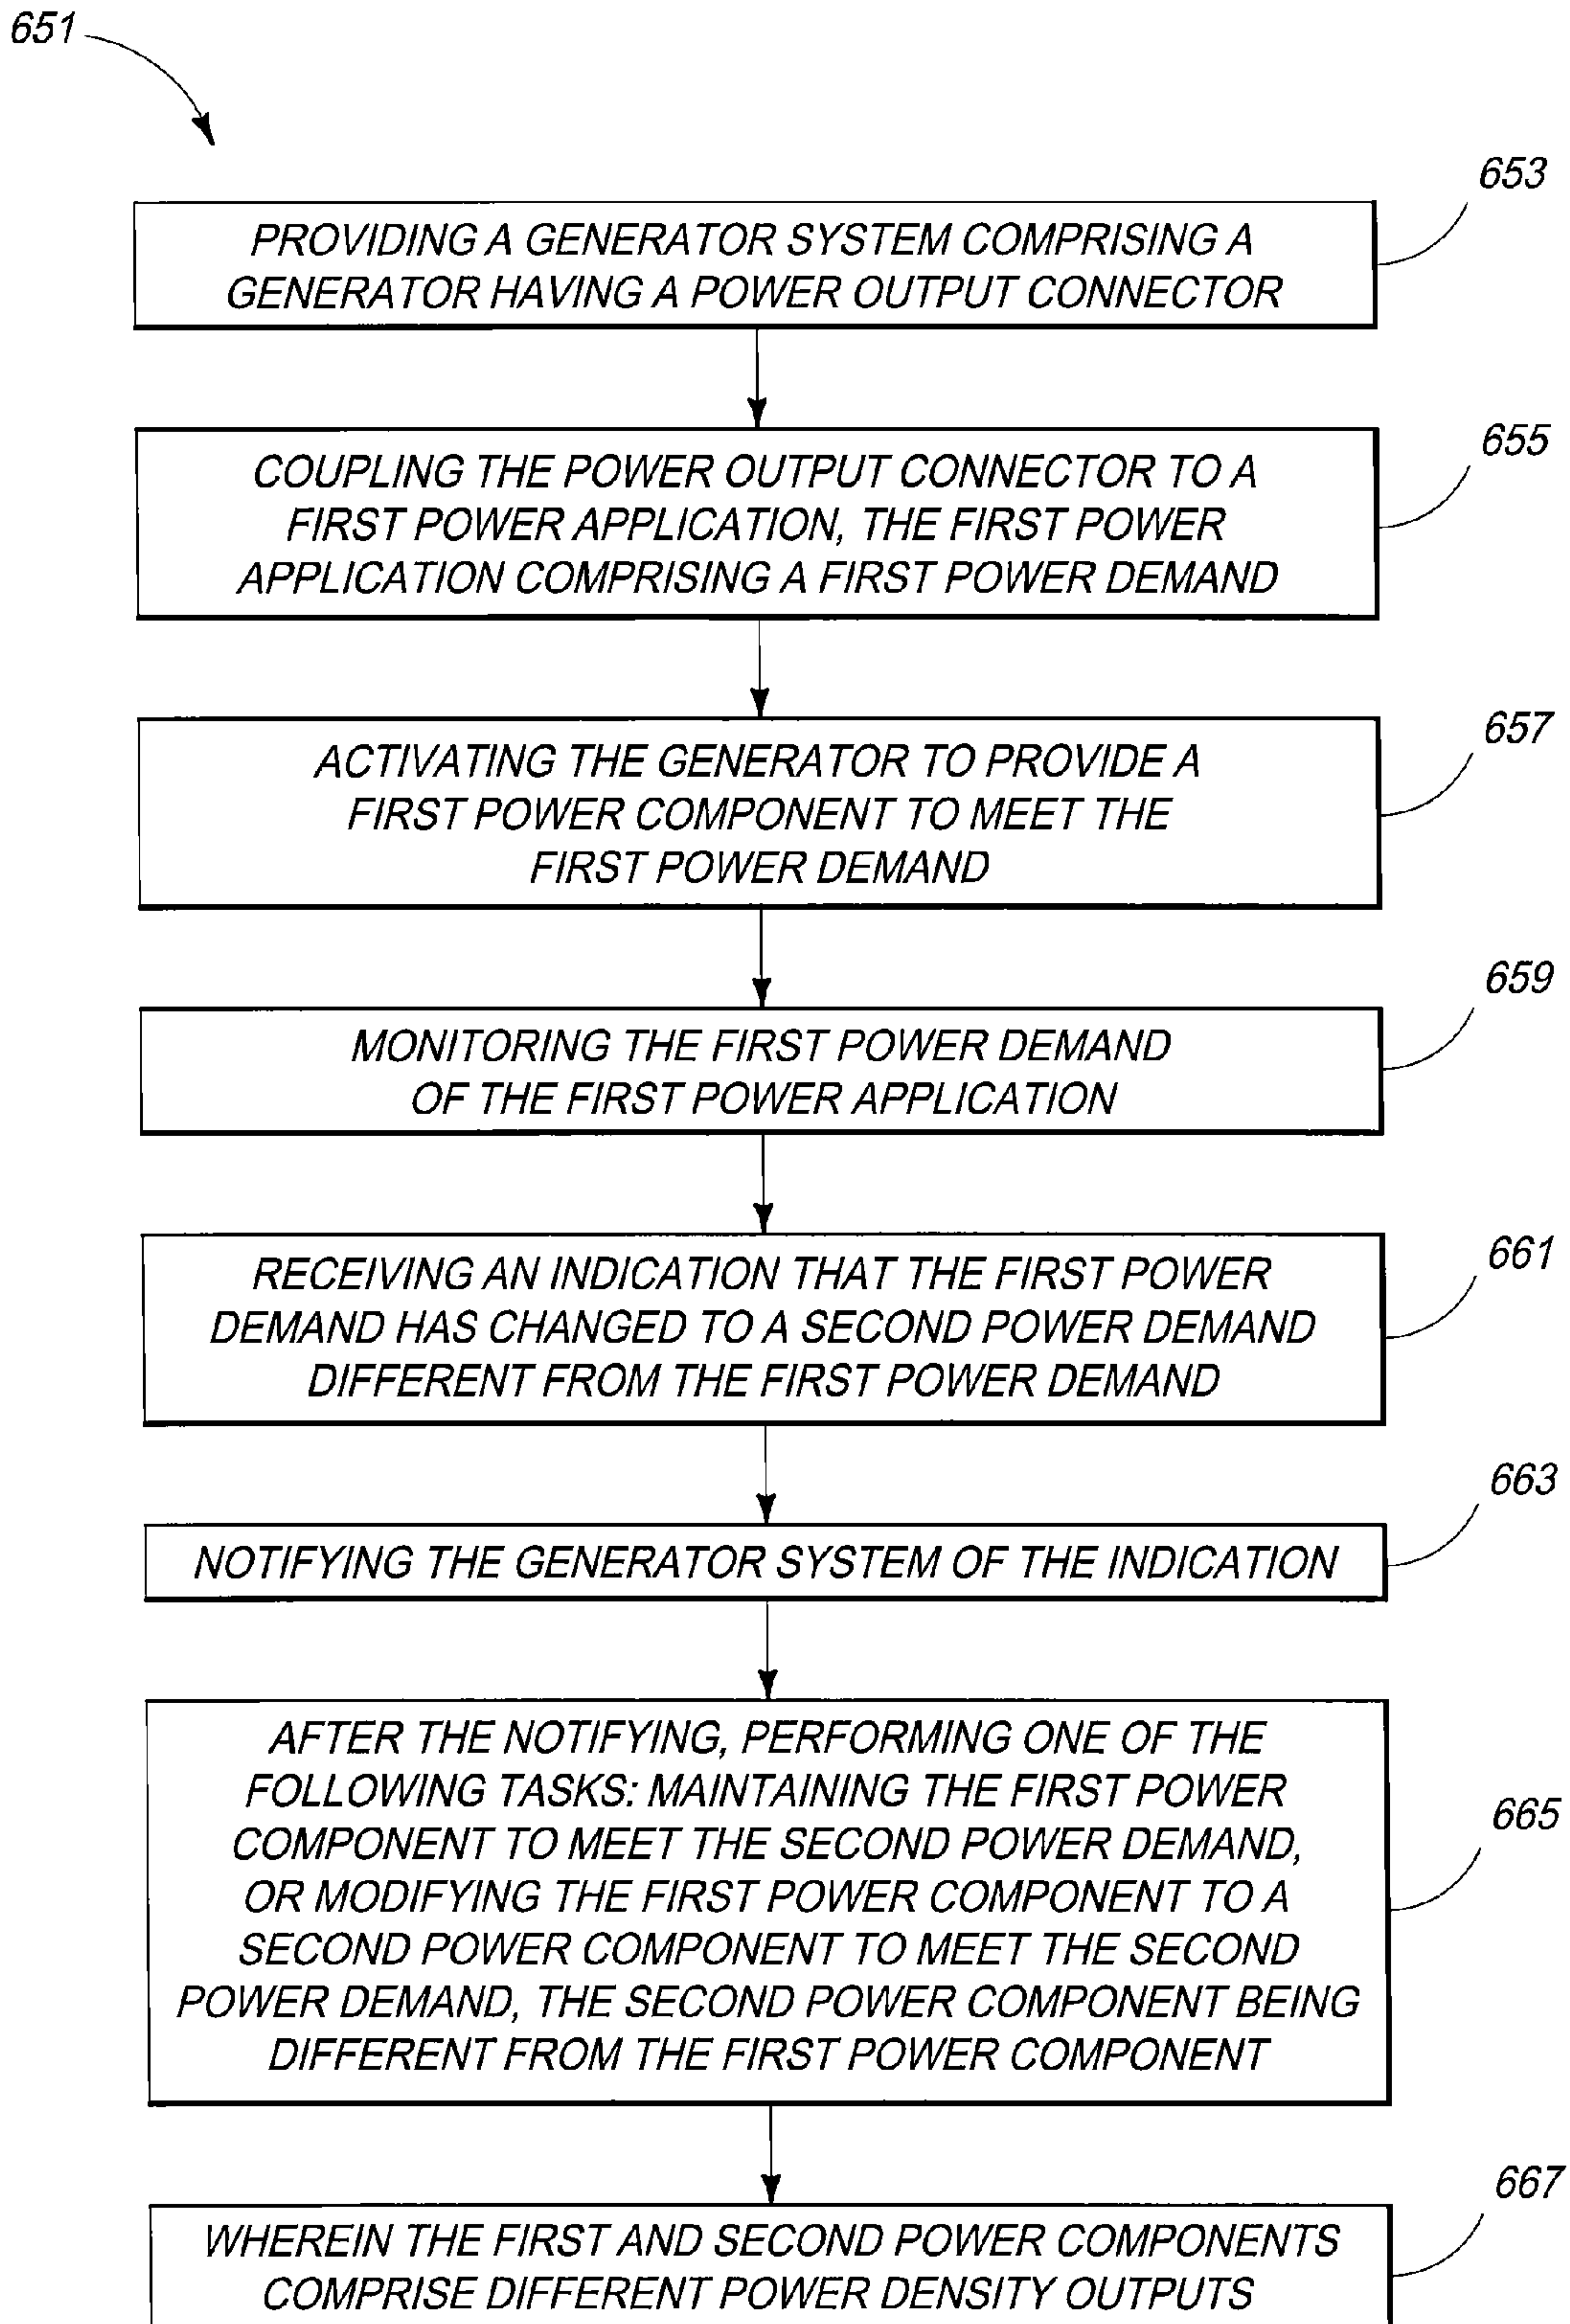 651
653
PROVIDING A GENERATOR SYSTEM COMPRISING A
GENERATOR HAVING A POWER OUTPUT CONNECTOR
655
COUPLING THE POWER OUTPUT CONNECTOR TO A
FIRST POWER APPLICATION, THE FIRST POWER
APPLICATION COMPRISING A FIRST POWER DEMAND
657
ACTIVATING THE GENERATOR TO PROVIDE A
FIRST POWER COMPONENT TO MEET THE
FIRST POWER DEMAND
659
MONITORING THE FIRST POWER DEMAND
OF THE FIRST POWER APPLICATION
661
RECEIVING AN INDICATION THAT THE FIRST POWER
DEMAND HAS CHANGED TO A SECOND POWER DEMAND
DIFFERENT FROM THE FIRST POWER DEMAND
663
NOTIFYING THE GENERATOR SYSTEM OF THE INDICATION
AFTER THE NOTIFYING, PERFORMING ONE OF THE
FOLLOWING TASKS: MAINTAINING THE FIRST POWER
COMPONENT TO MEET THE SECOND POWER DEMAND,
665
OR MODIFYING THE FIRST POWER COMPONENT TO A
SECOND POWER COMPONENT TO MEET THE SECOND
POWER DEMAND, THE SECOND POWER COMPONENT BEING
DIFFERENT FROM THE FIRST POWER COMPONENT
667
WHEREIN THE FIRST AND SECOND POWER COMPONENTS
COMPRISE DIFFERENT POWER DENSITY OUTPUTS